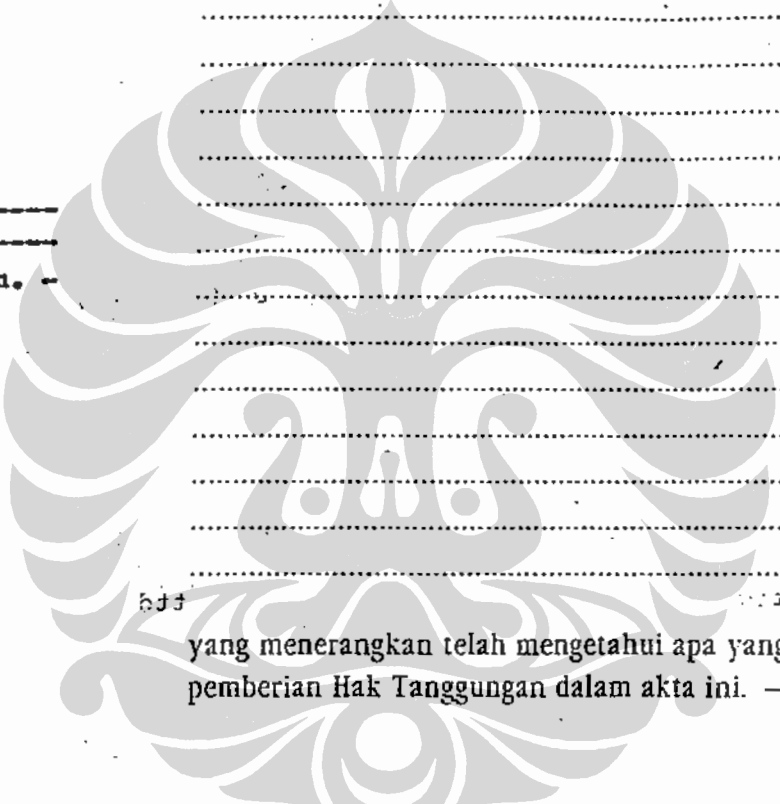 yang menerangkan telah mengetahui apa yang
pemberian Hak Tanggungan dalam akta ini. —